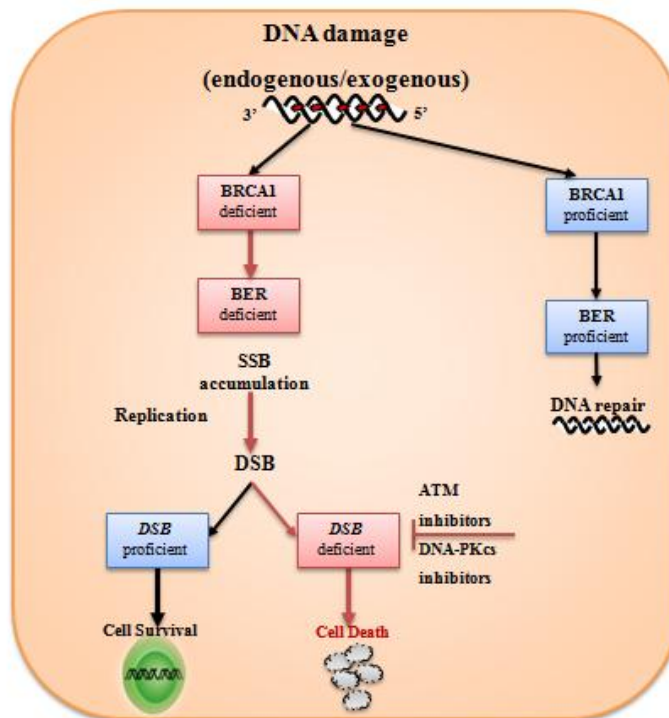 DNA damage
(endogenous/exogenous)
3’
5’
BRCA1
deficient
BRCA1
proficient
BER
deficient
BER
proficient
SSB
accumulation
DNA repair
Replication
DSB
ATM
inhibitors
DNA-PKcs
inhibitors
DSB
proficient
DSB
deficient
Cell Survival
Cell Death